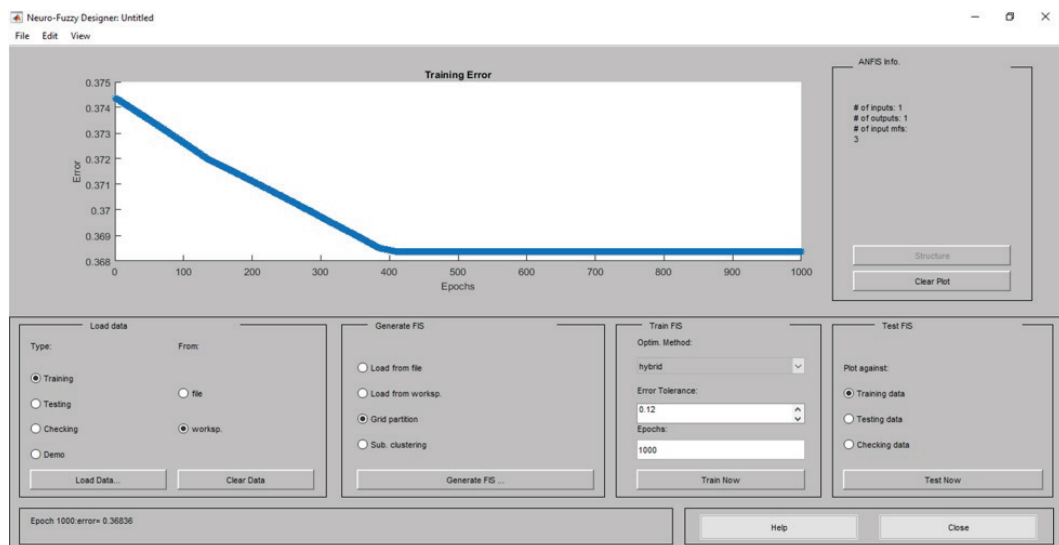 Neuro-Fuzzy Designer: Untitled
File Edit View
Training Error
0.375
0.374
0.373
0.372
0.371
0.37
0.369
0.368
Error
0 100 200 300 400 500 600 700 800 900 1000
Epochs
ANFIS Info.
# of inputs: 1
# of outputs: 1
# of input mfs:
3
Structure
Clear Plot
Load data
Type:
From:
Training
Testing
Checking
Demo
file
worksp.
Load Data...
Clear Data
Generate FIS
Load from file
Load from worksp.
Grid partition
Sub. clustering
Generate FIS ...
Train FIS
Optim. Method:
hybrid
Error Tolerance:
0.12
Epochs:
1000
Train Now
Test FIS
Plot against:
Training data
Testing data
Checking data
Test Now
Epoch 1000:error= 0.36836
Help
Close